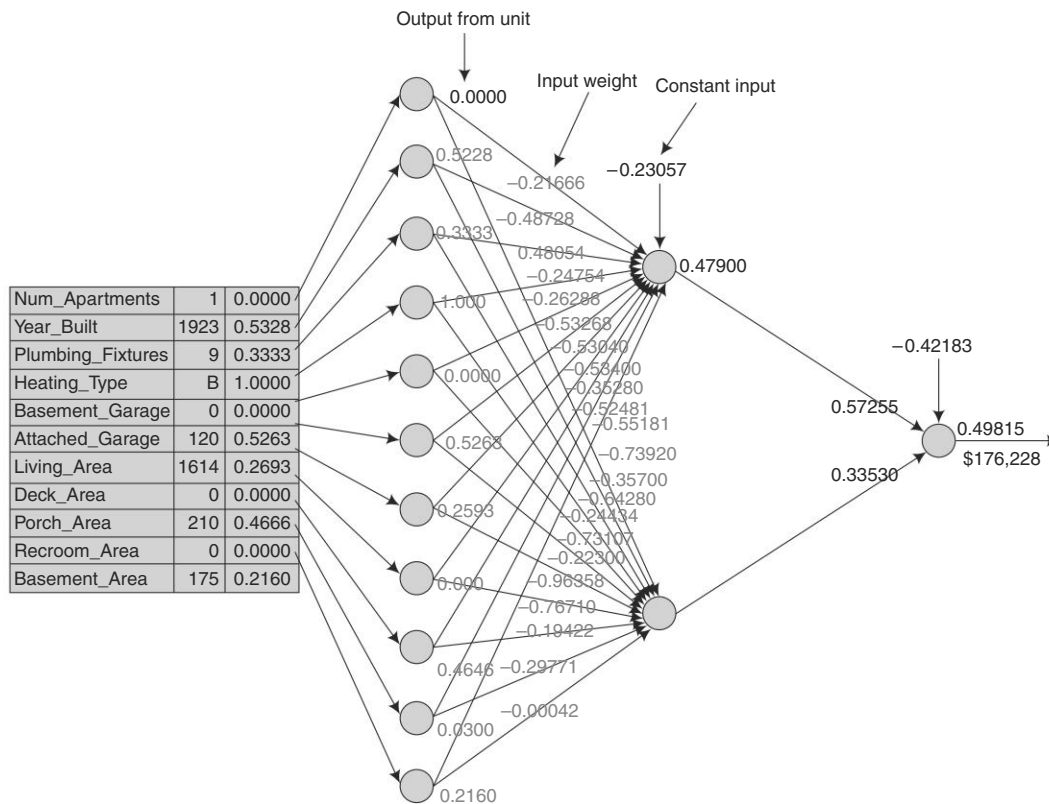 Output from unit
Input weight
Constant input
0.0000
0.5228
0.3333
1.000
0.0000
0.5263
0.2593
0.000
0.4646
0.0300
0.2160
Num_Apartments 1 0.0000
Year_Built 1923 0.5328
Plumbing_Fixtures 9 0.3333
Heating_Type B 1.0000
Basement_Garage 0 0.0000
Attached_Garage 120 0.5263
Living_Area 1614 0.2693
Deck_Area 0 0.0000
Porch_Area 210 0.4666
Recroom_Area 0 0.0000
Basement_Area 175 0.2160
−0.21666
−0.48728
0.48054
−0.24754
−0.26288
−0.53268
−0.53040
−0.53400
−0.35280
−0.52481
−0.55181
−0.73920
−0.35700
−0.64280
−0.24434
−0.73107
−0.22300
−0.96358
−0.76710
−0.19422
−0.29771
−0.00042
−0.23057
0.47900
−0.42183
0.57255
0.49815
$176,228
0.33530